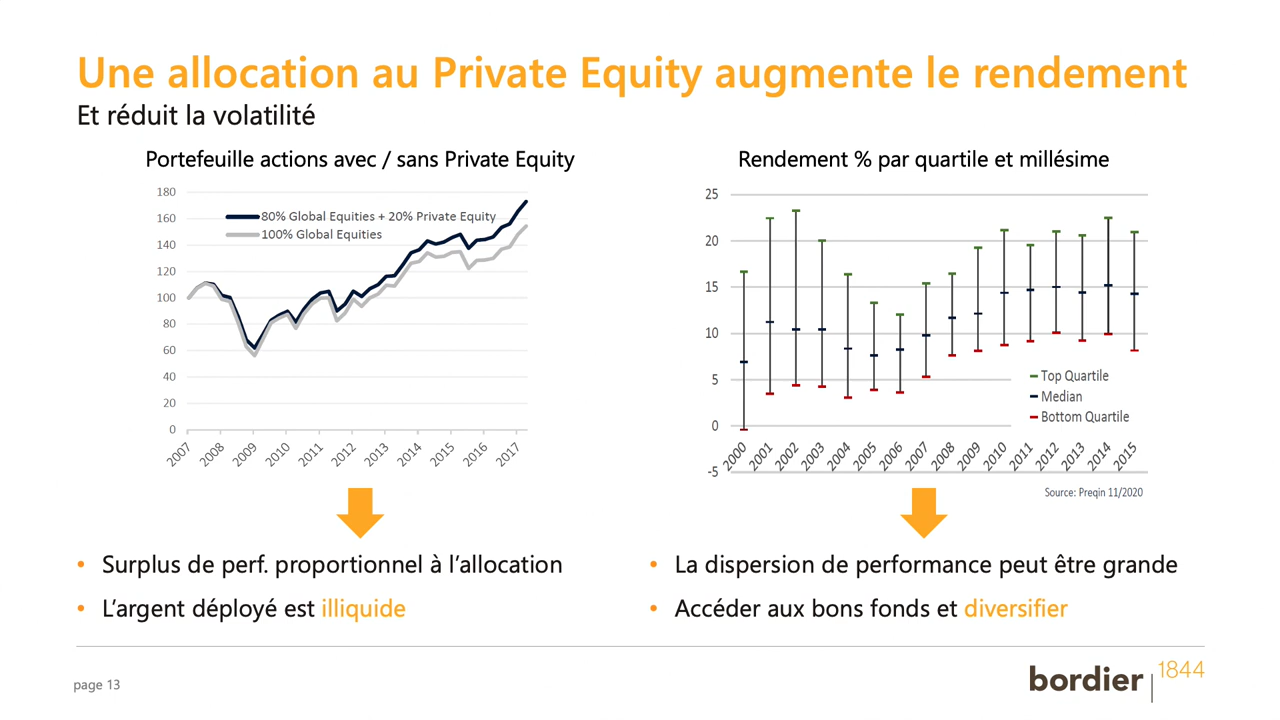 Une allocation au Private Equity augmente le rendement
Et réduit la volatilité
Portefeuille actions avec / sans Private Equity
180
160
140
120
100
80
60
40
20
0
80% Global Equities + 20% Private Equity
100% Global Equities
2007
2008
2009
2010
2011
2012
2013
2014
2015
2016
2017
Rendement % par quartile et millésime
25
20
15
10
5
0
-5
Top Quartile
Median
Bottom Quartile
2000
2001
2002
2003
2004
2005
2006
2007
2008
2009
2010
2011
2012
2013
2014
2015
Source: Preqin 11/2020
• Surplus de perf. proportionnel à l’allocation
• L’argent déployé est illiquide
• La dispersion de performance peut être grande
• Accéder aux bons fonds et diversifier
page 13
bordier 1844